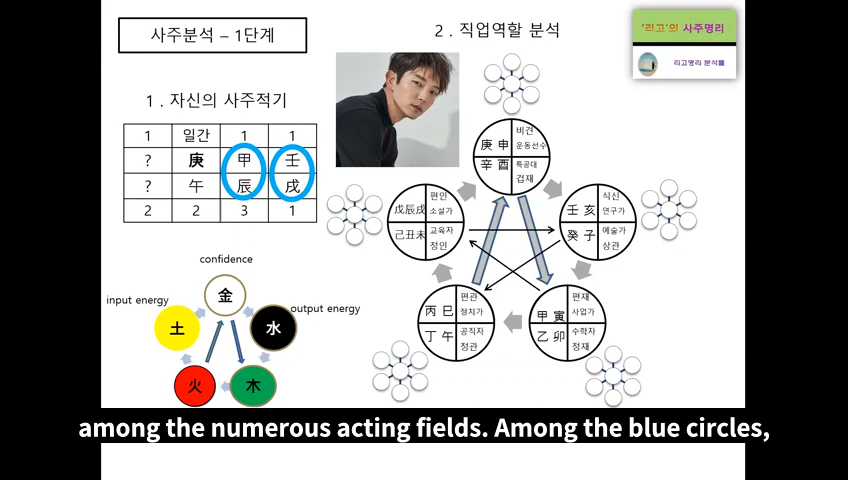 사주분석 – 1단계
2 . 직업역할 분석
'리고'의 사주명리
리고명리 분석틀
1 . 자신의 사주적기
1 일간 1 1
? 庚 甲 壬
? 午 辰 戌
2 2 3 1
confidence
input energy
output energy
金
土
水
火
木
庚 申
비견
운동선수
辛 酉
특공대
겁재
戊辰戌
편인
소설가
己丑未
교육자
정인
壬 亥
식신
연구가
癸 子
예술가
상관
丙 巳
편관
정치가
丁 午
공직자
정관
甲 寅
편재
사업가
乙 卯
수학자
정재
among the numerous acting fields. Among the blue circles,